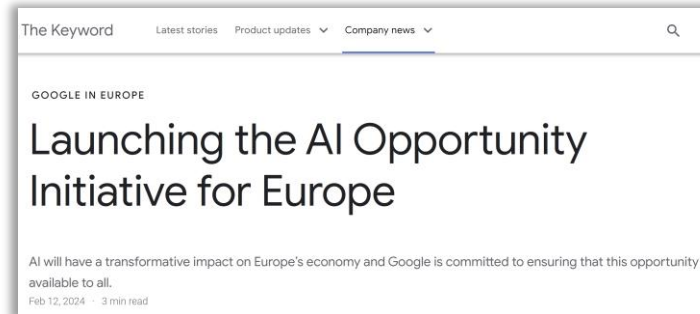 The Keyword Latest stories Product updates Company news
GOOGLE IN EUROPE
Launching the AI Opportunity
Initiative for Europe
AI will have a transformative impact on Europe's economy and Google is committed to ensuring that this opportunity
available to all.
Feb 12, 2024 · 3 min read